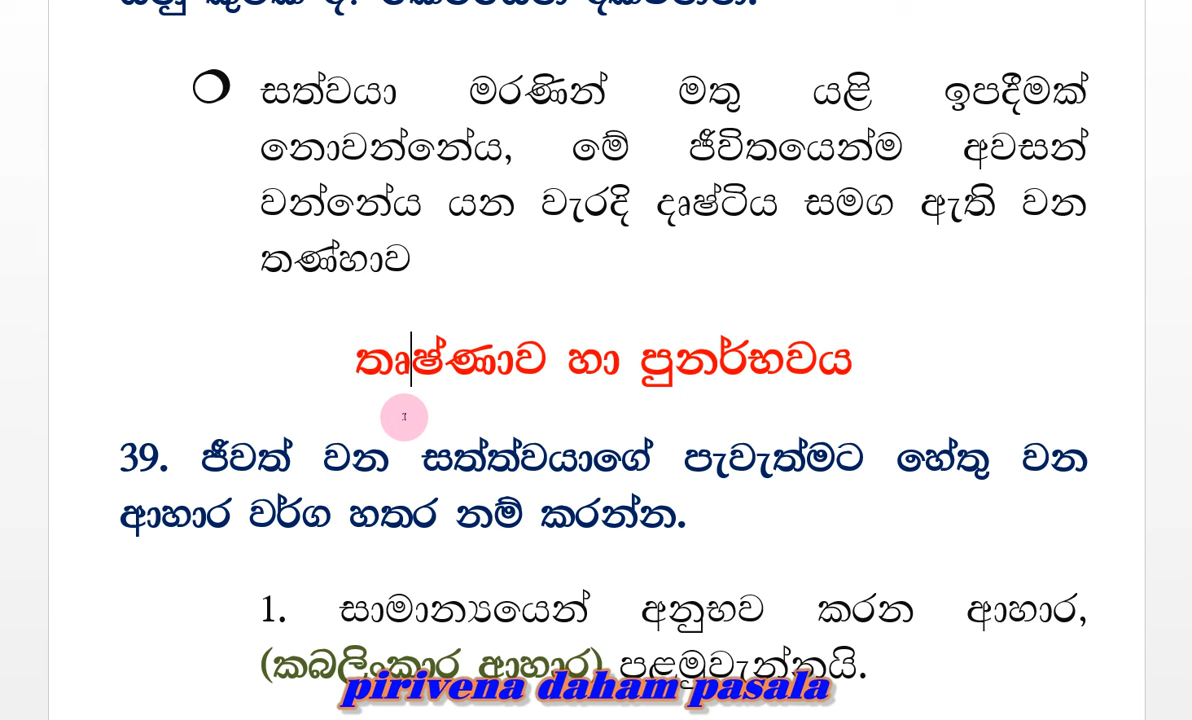 සත්වයා මරණින් මතු යළි ඉපදීමක්
නොවන්නේය, මේ ජීවිතයෙන්ම අවසන්
වන්නේය යන වැරදි දෘෂ්ටිය සමග ඇති වන
තණ්හාව
තෘෂ්ණාව හා පුනර්භවය
39. ජීවත් වන සත්ත්වයාගේ පැවැත්මට හේතු වන
ආහාර වර්ග හතර නම් කරන්න.
1. සාමාන්‍යයෙන් අනුභව කරන ආහාර,
(කබලිංකාර ආහාර) පළමුවැන්නයි.
pirivena daham pasala